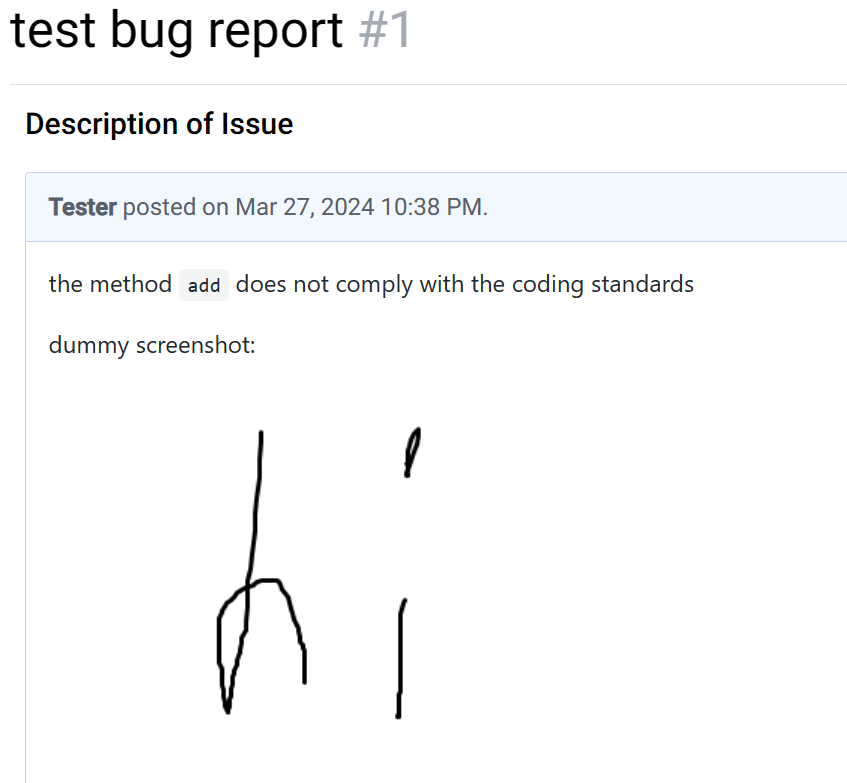 test bug report #1
Description of Issue
Tester posted on Mar 27, 2024 10:38 PM.
the method add does not comply with the coding standards
dummy screenshot:
hi